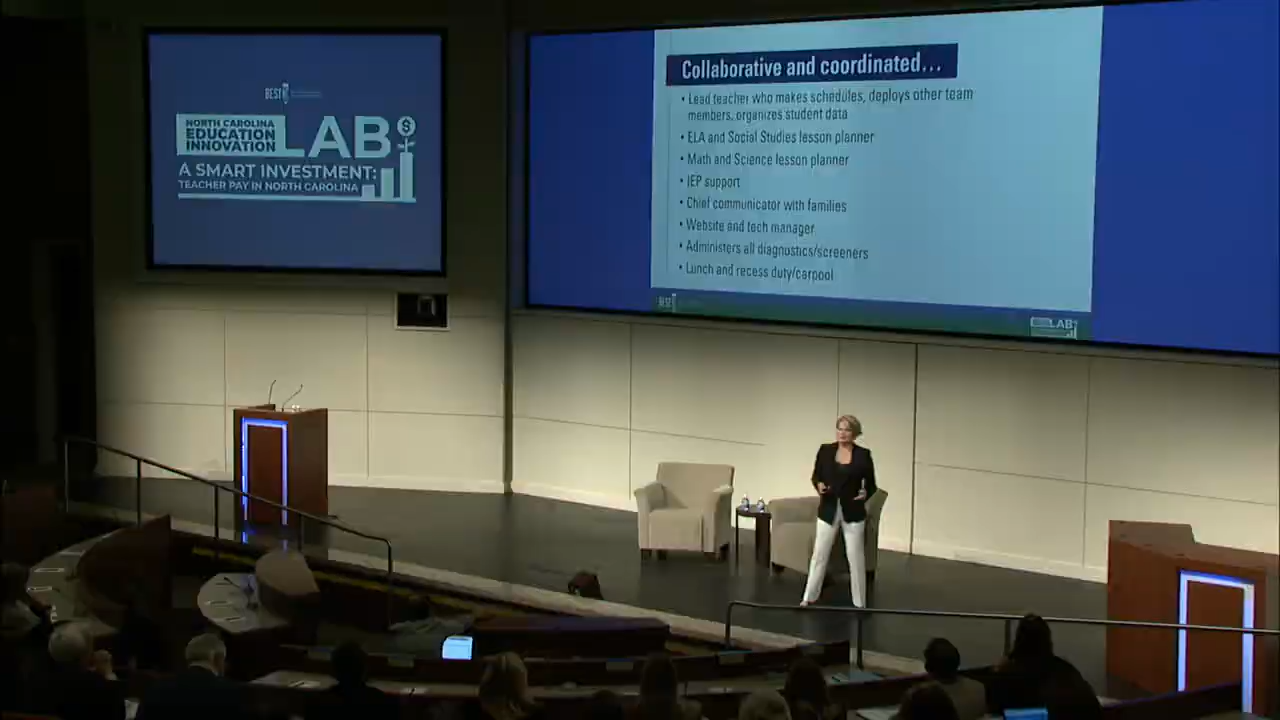 BEST NC
NORTH CAROLINA
EDUCATION
INNOVATION
LAB
A SMART INVESTMENT:
TEACHER PAY IN NORTH CAROLINA
Collaborative and coordinated...
• Lead teacher who makes schedules, deploys other team
members, organizes student data
• ELA and Social Studies lesson planner
• Math and Science lesson planner
• IEP support
• Chief communicator with families
• Website and tech manager
• Administers all diagnostics/screeners
• Lunch and recess duty/carpool
BEST
LAB